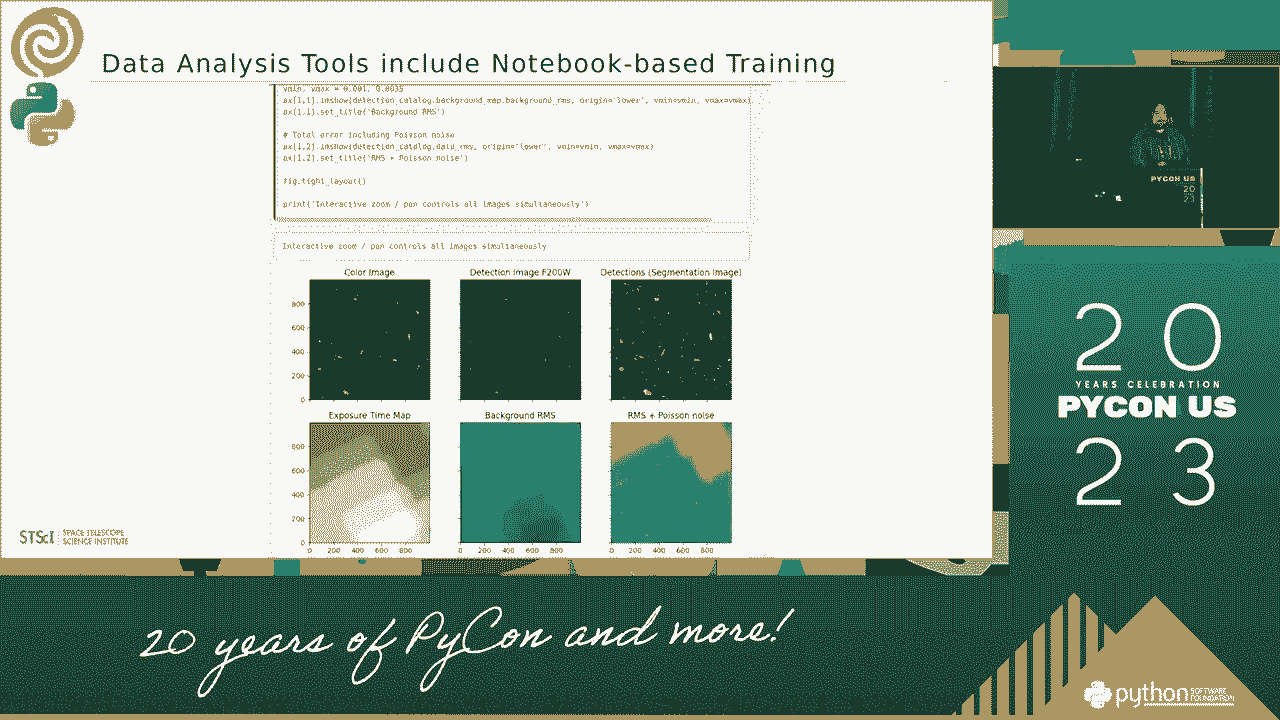 Data Analysis Tools include Notebook-based Training
vmin, vmax = 0.001, 0.0035
ax[1,1].imshow(detection_catalog.background_map.background_rms, origin='lower', vmin=vmin, vmax=vmax)
ax[1,1].set_title('Background RMS')
# Total error including Poisson noise
ax[1,2].imshow(detection_catalog.data_rms, origin='lower', vmin=vmin, vmax=vmax)
ax[1,2].set_title('RMS + Poisson noise')
fig.tight_layout()
print('Interactive zoom / pan controls all images simultaneously')
Interactive zoom / pan controls all images simultaneously
Color Image
Detection Image F200W
Detections (Segmentation Image)
800
600
400
200
0
0
0
Exposure Time Map
Background RMS
RMS + Poisson noise
800
600
400
200
0
0 200 400 600 800
0 200 400 600 800
0 200 400 600 800
STScI SPACE TELESCOPE
SCIENCE INSTITUTE
PYCON US
20
23
20
YEARS CELEBRATION
PYCON US
23
20 years of PyCon and more!
python SOFTWARE
FOUNDATION